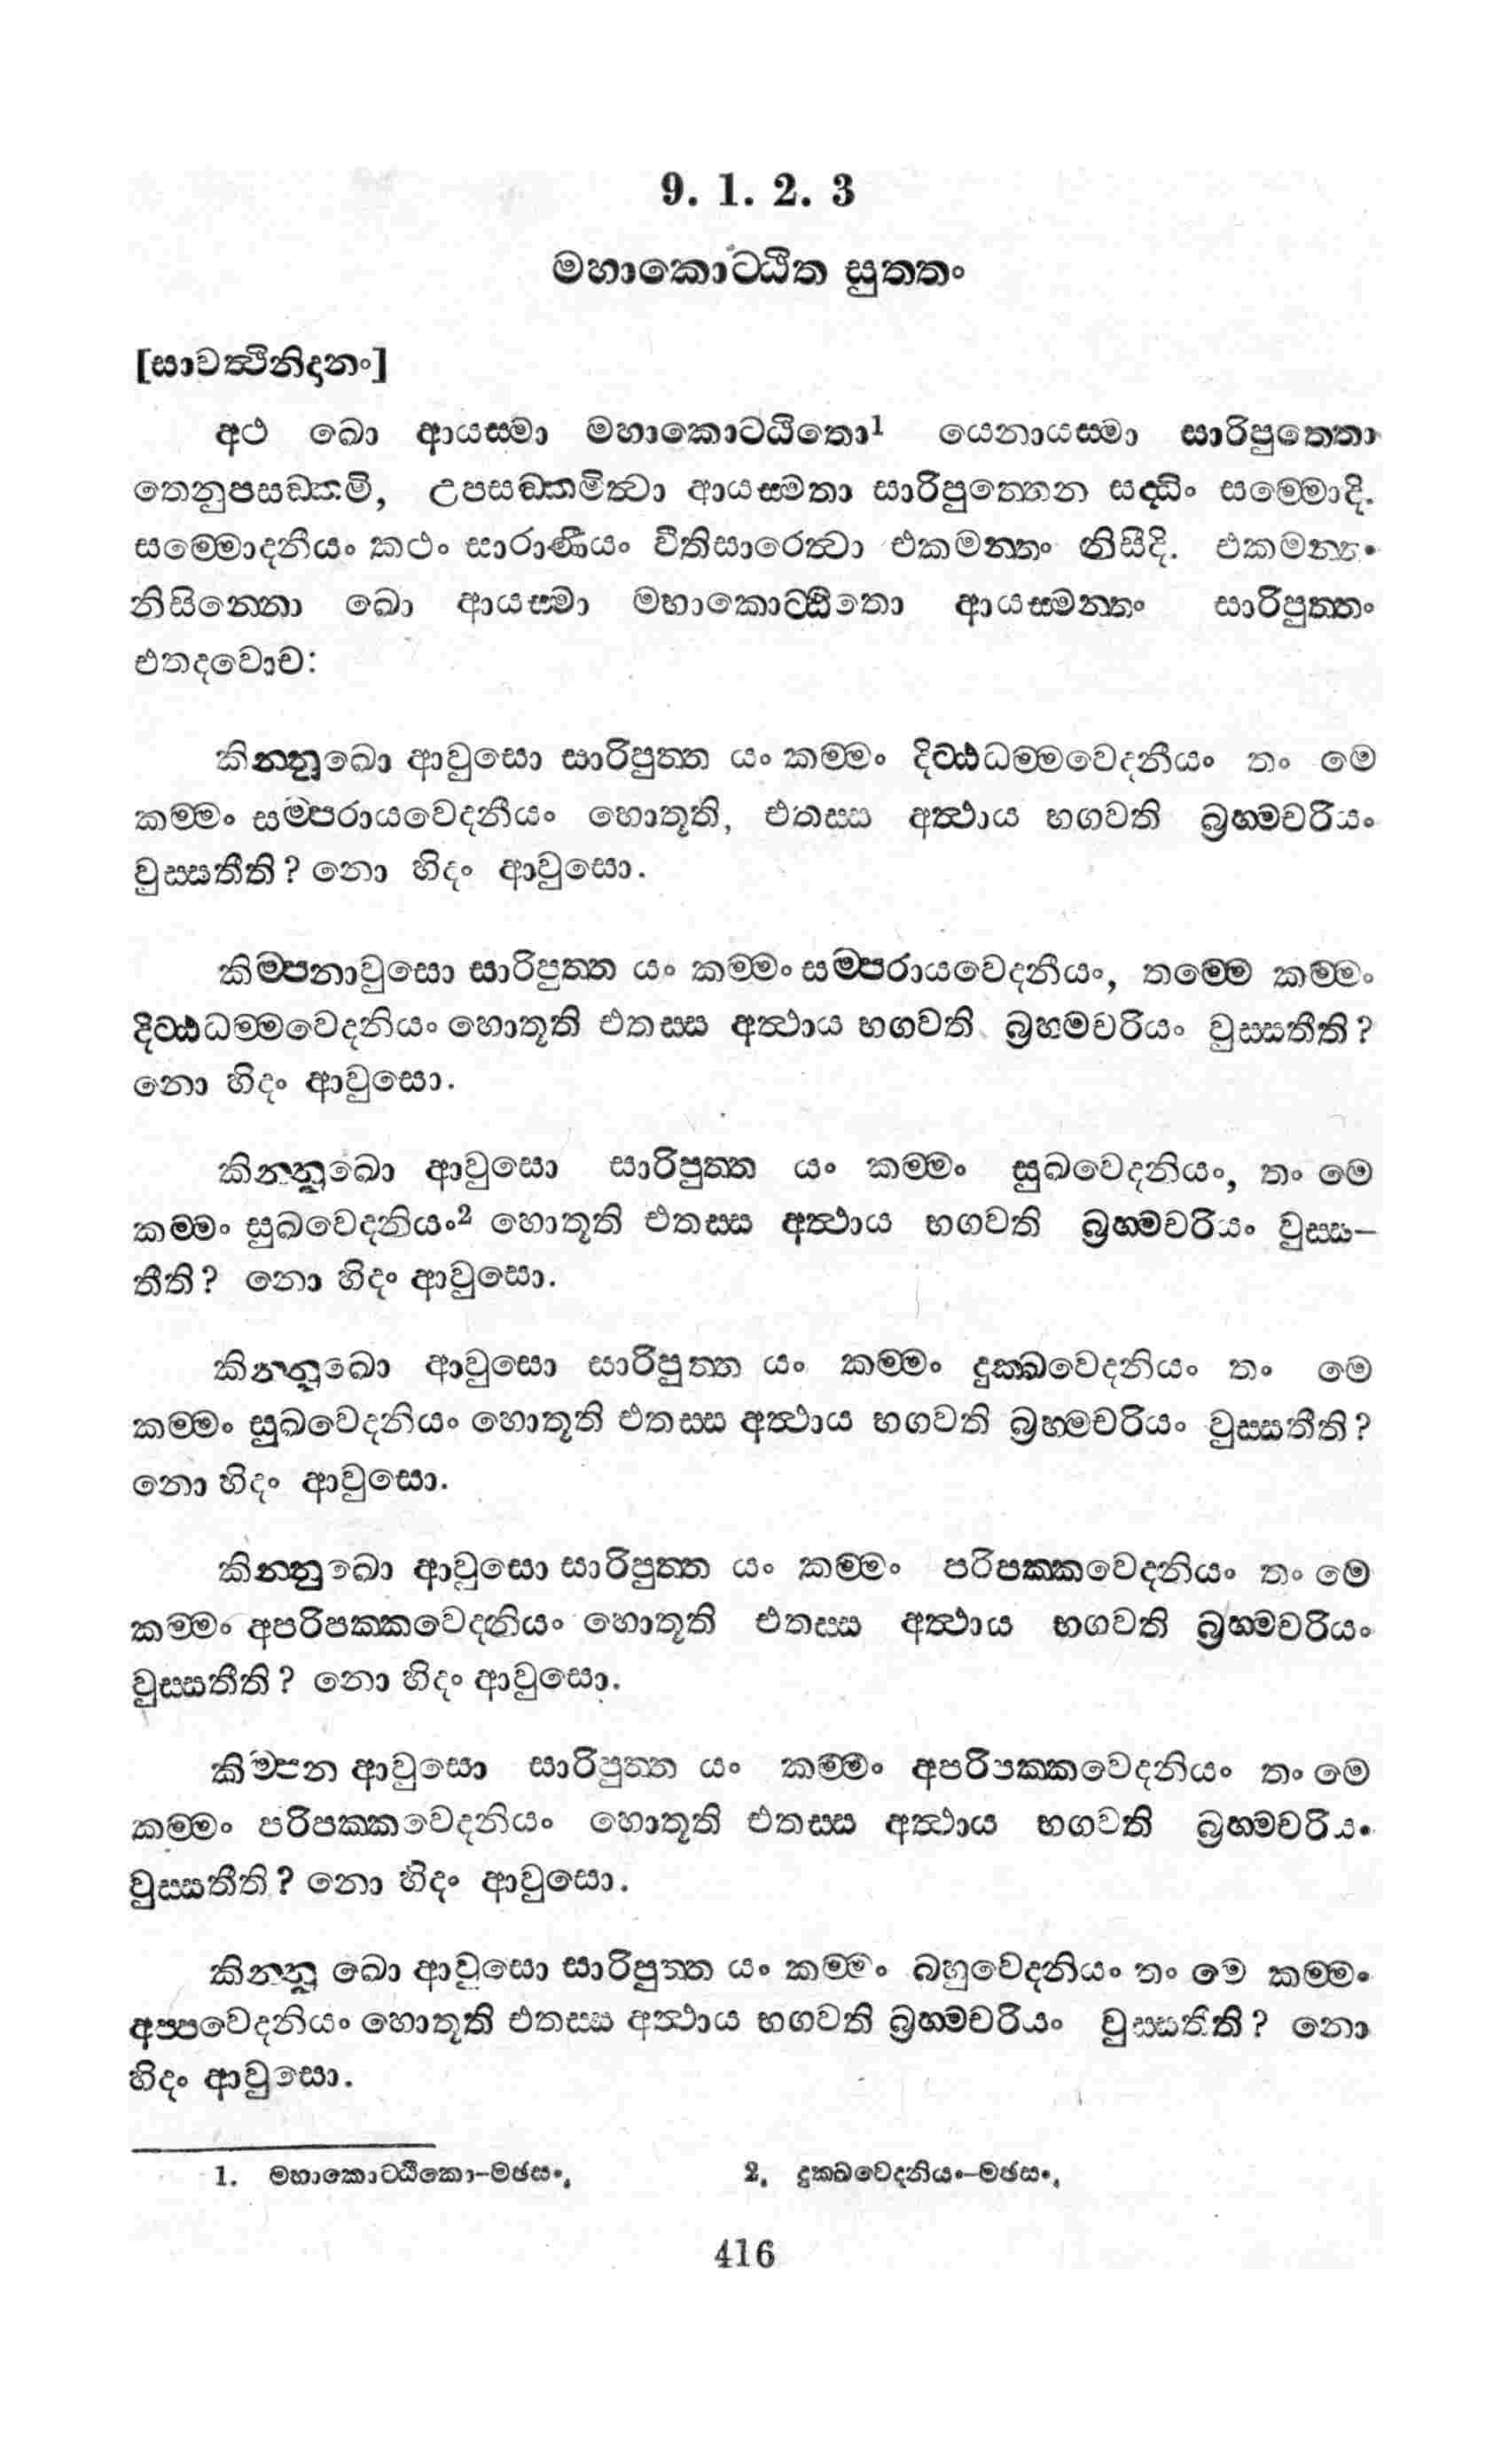 9. 1. 2. 3
මහාකොට්ඨිත සුත්තං
[සාවත්ථිනිදානං]
අථ ඛො ආයස්මා මහාකොට්ඨිතො1 යෙනායස්මා සාරිපුත්තො
තෙනුපසඞ්කමි, උපසඞ්කමිත්වා ආයස්මතා සාරිපුත්තෙන සද්ධිං සම්මොදි.
සම්මොදනීයං කථං සාරාණීයං වීතිසාරෙත්වා එකමන්තං නිසීදි. එකමන්තං
නිසින්නො ඛො ආයස්මා මහාකොට්ඨිතො ආයස්මන්තං සාරිපුත්තං
එතදවොච:
කින්නුඛො ආවුසො සාරිපුත්ත යං කම්මං දිට්ඨධම්මවෙදනීයං තං මෙ
කම්මං සම්පරායවෙදනීයං හොතූති, එතස්ස අත්ථාය භගවති බ්‍රහ්මචරියං
වුස්සතීති? නො හිදං ආවුසො.
කිම්පනාවුසො සාරිපුත්ත යං කම්මං සම්පරායවෙදනීයං, තම්මෙ කම්මං
දිට්ඨධම්මවෙදනියං හොතූති එතස්ස අත්ථාය භගවති බ්‍රහ්මචරියං වුස්සතීති?
නො හිදං ආවුසො.
කින්නුඛො ආවුසො සාරිපුත්ත යං කම්මං සුඛවෙදනියං, තං මෙ
කම්මං සුඛවෙදනියං2 හොතූති එතස්ස අත්ථාය භගවති බ්‍රහ්මචරියං වුස්ස-
තීති? නො හිදං ආවුසො.
කින්නුඛො ආවුසො සාරිපුත්ත යං කම්මං දුක්ඛවෙදනියං තං මෙ
කම්මං සුඛවෙදනියං හොතූති එතස්ස අත්ථාය භගවති බ්‍රහ්මචරියං වුස්සතීති?
නො හිදං ආවුසො.
කින්නුඛො ආවුසො සාරිපුත්ත යං කම්මං පරිපක්කවෙදනියං තං මෙ
කම්මං අපරිපක්කවෙදනියං හොතූති එතස්ස අත්ථාය භගවති බ්‍රහ්මචරියං
වුස්සතීති? නො හිදං ආවුසො.
කිම්පන ආවුසො සාරිපුත්ත යං කම්මං අපරිපක්කවෙදනියං තං මෙ
කම්මං පරිපක්කවෙදනියං හොතූති එතස්ස අත්ථාය භගවති බ්‍රහ්මචරියං
වුස්සතීති? නො හිදං ආවුසො.
කින්නු ඛො ආවුසො සාරිපුත්ත යං කම්මං බහුවෙදනියං තං මෙ කම්මං
අප්පවෙදනියං හොතූති එතස්ස අත්ථාය භගවති බ්‍රහ්මචරියං වුස්සතීති? නො
හිදං ආවුසො.
1. මහාකොට්ඨිකො-මඡසං, 2, දුක්ඛවෙදනියං-මඡසං,
416